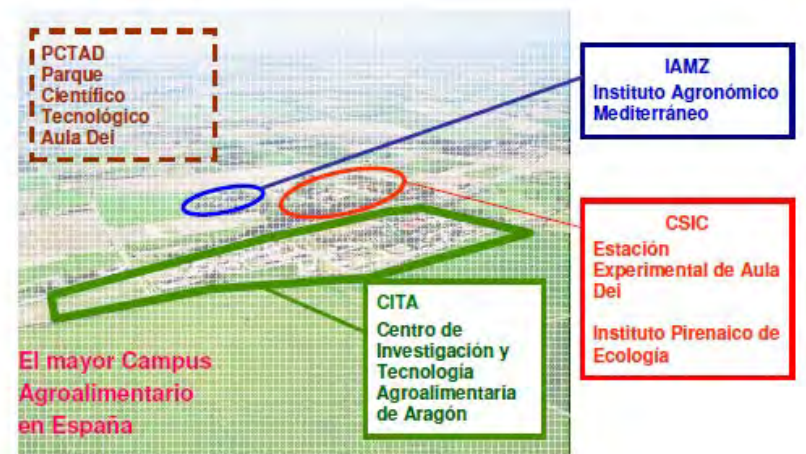 PCTAD
Parque
Científico
Tecnológico
Aula Dei
IAMZ
Instituto Agronómico
Mediterráneo
CSIC
Estación
Experimental de Aula
Dei
Instituto Pirenaico de
Ecología
CITA
Centro de
Investigación y
Tecnología
Agroalimentaria
de Aragón
El mayor Campus
Agroalimentario
en España